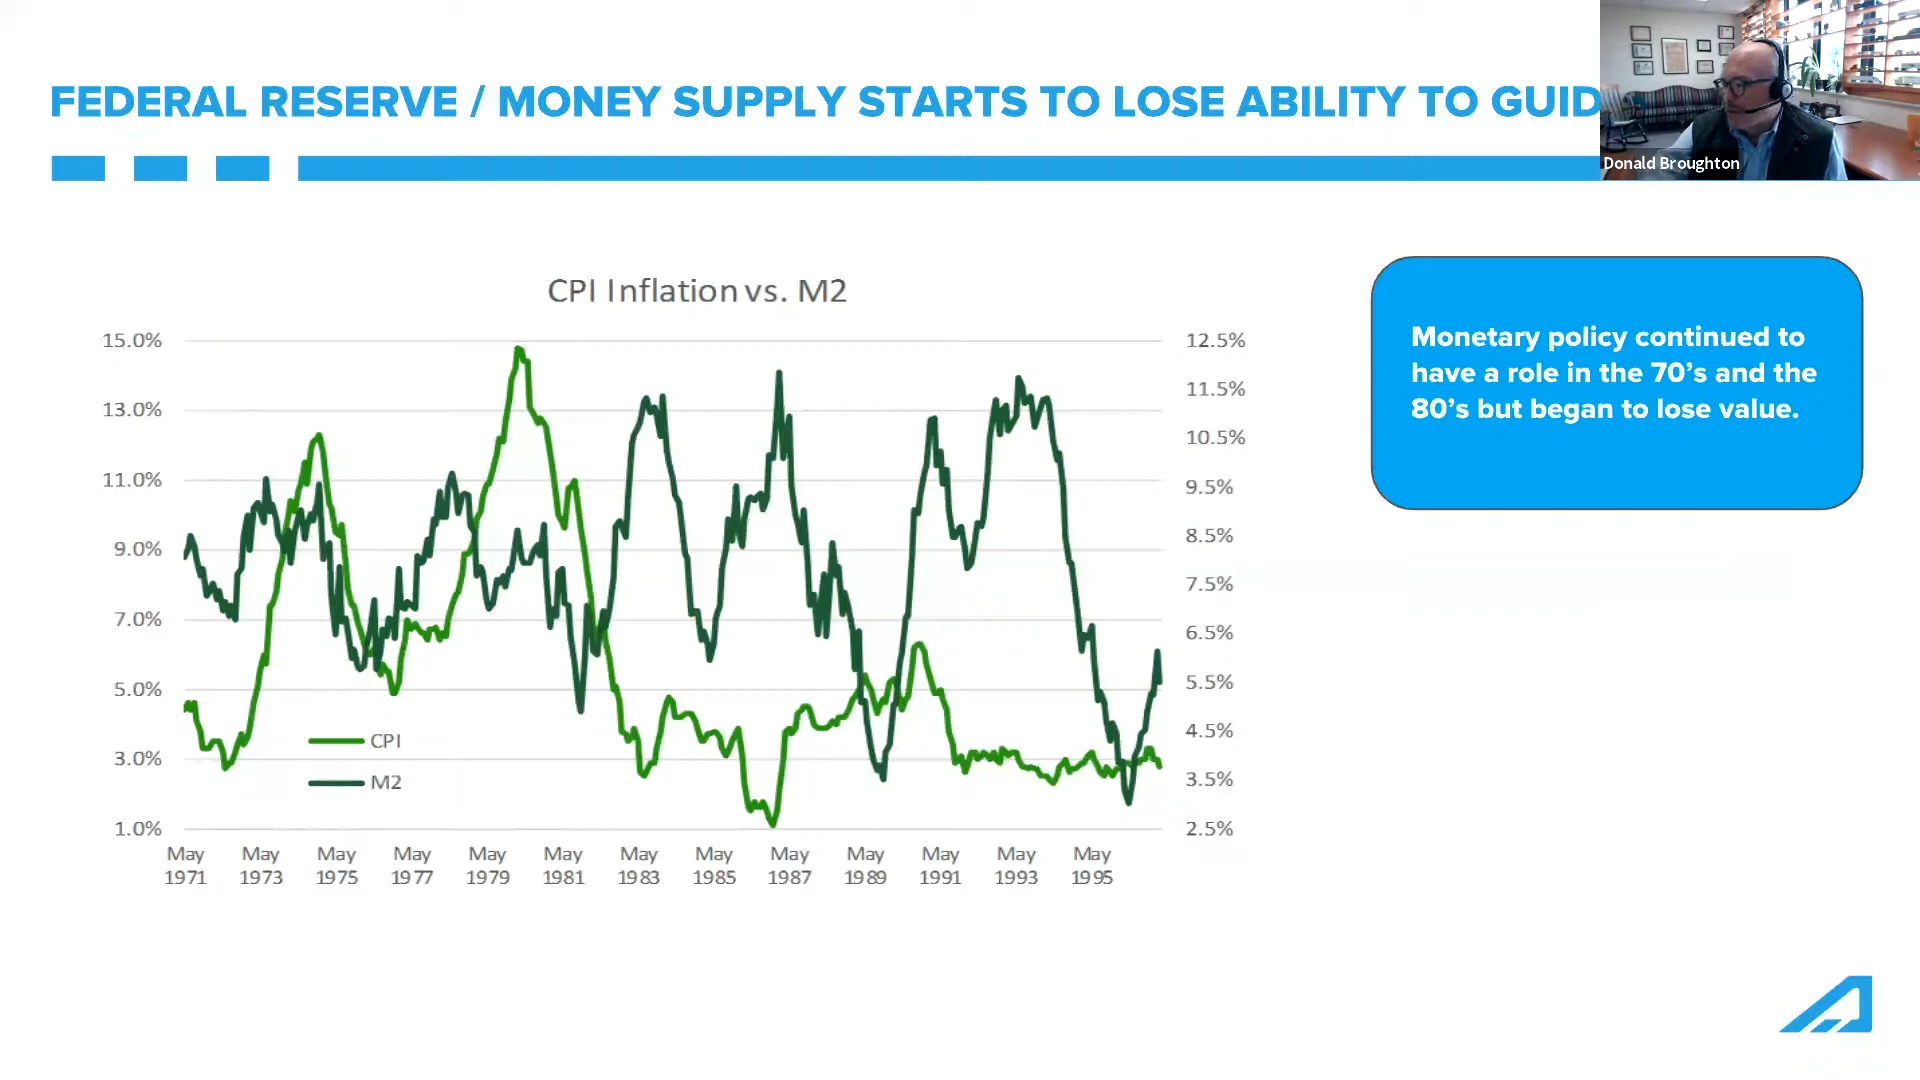 FEDERAL RESERVE / MONEY SUPPLY STARTS TO LOSE ABILITY TO GUID
Donald Broughton
CPI Inflation vs. M2
15.0%
13.0%
11.0%
9.0%
7.0%
5.0%
3.0%
1.0%
12.5%
11.5%
10.5%
9.5%
8.5%
7.5%
6.5%
5.5%
4.5%
3.5%
2.5%
CPI
M2
May May May May May May May May May May May May May
1971 1973 1975 1977 1979 1981 1983 1985 1987 1989 1991 1993 1995
Monetary policy continued to
have a role in the 70’s and the
80’s but began to lose value.